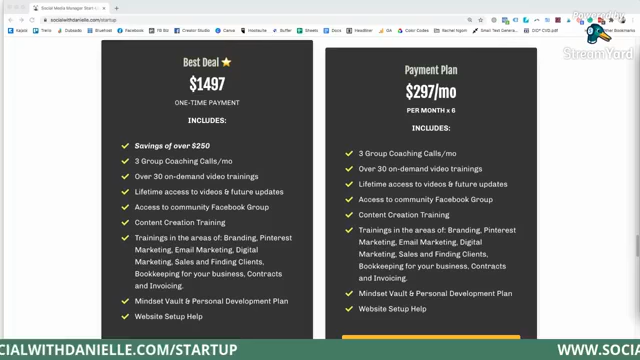 Social Media Manager Start-
socialwithdanielle.com/startup
Powered by
StreamYard
Best Deal ⭐
$1497
ONE-TIME PAYMENT
INCLUDES:
Savings of over $250
3 Group Coaching Calls/mo
Over 30 on-demand video trainings
Lifetime access to videos & future updates
Access to community Facebook Group
Content Creation Training
Trainings in the areas of: Branding, Pinterest
Marketing, Email Marketing, Digital
Marketing, Sales and Finding Clients,
Bookkeeping for your business, Contracts
and Invoicing.
Mindset Vault & Personal Development Plan
Website Setup Help
Payment Plan
$297/mo
PER MONTH x 6
INCLUDES:
3 Group Coaching Calls/mo
Over 30 on-demand video trainings
Lifetime access to videos & future updates
Access to community Facebook Group
Content Creation Training
Trainings in the areas of: Branding, Pinterest
Marketing, Email Marketing, Digital
Marketing, Sales and Finding Clients,
Bookkeeping for your business, Contracts
and Invoicing.
Mindset Vault & Personal Development Plan
Website Setup Help
CIALWITHDANIELLE.COM/STARTUP
WWW.SOCIA